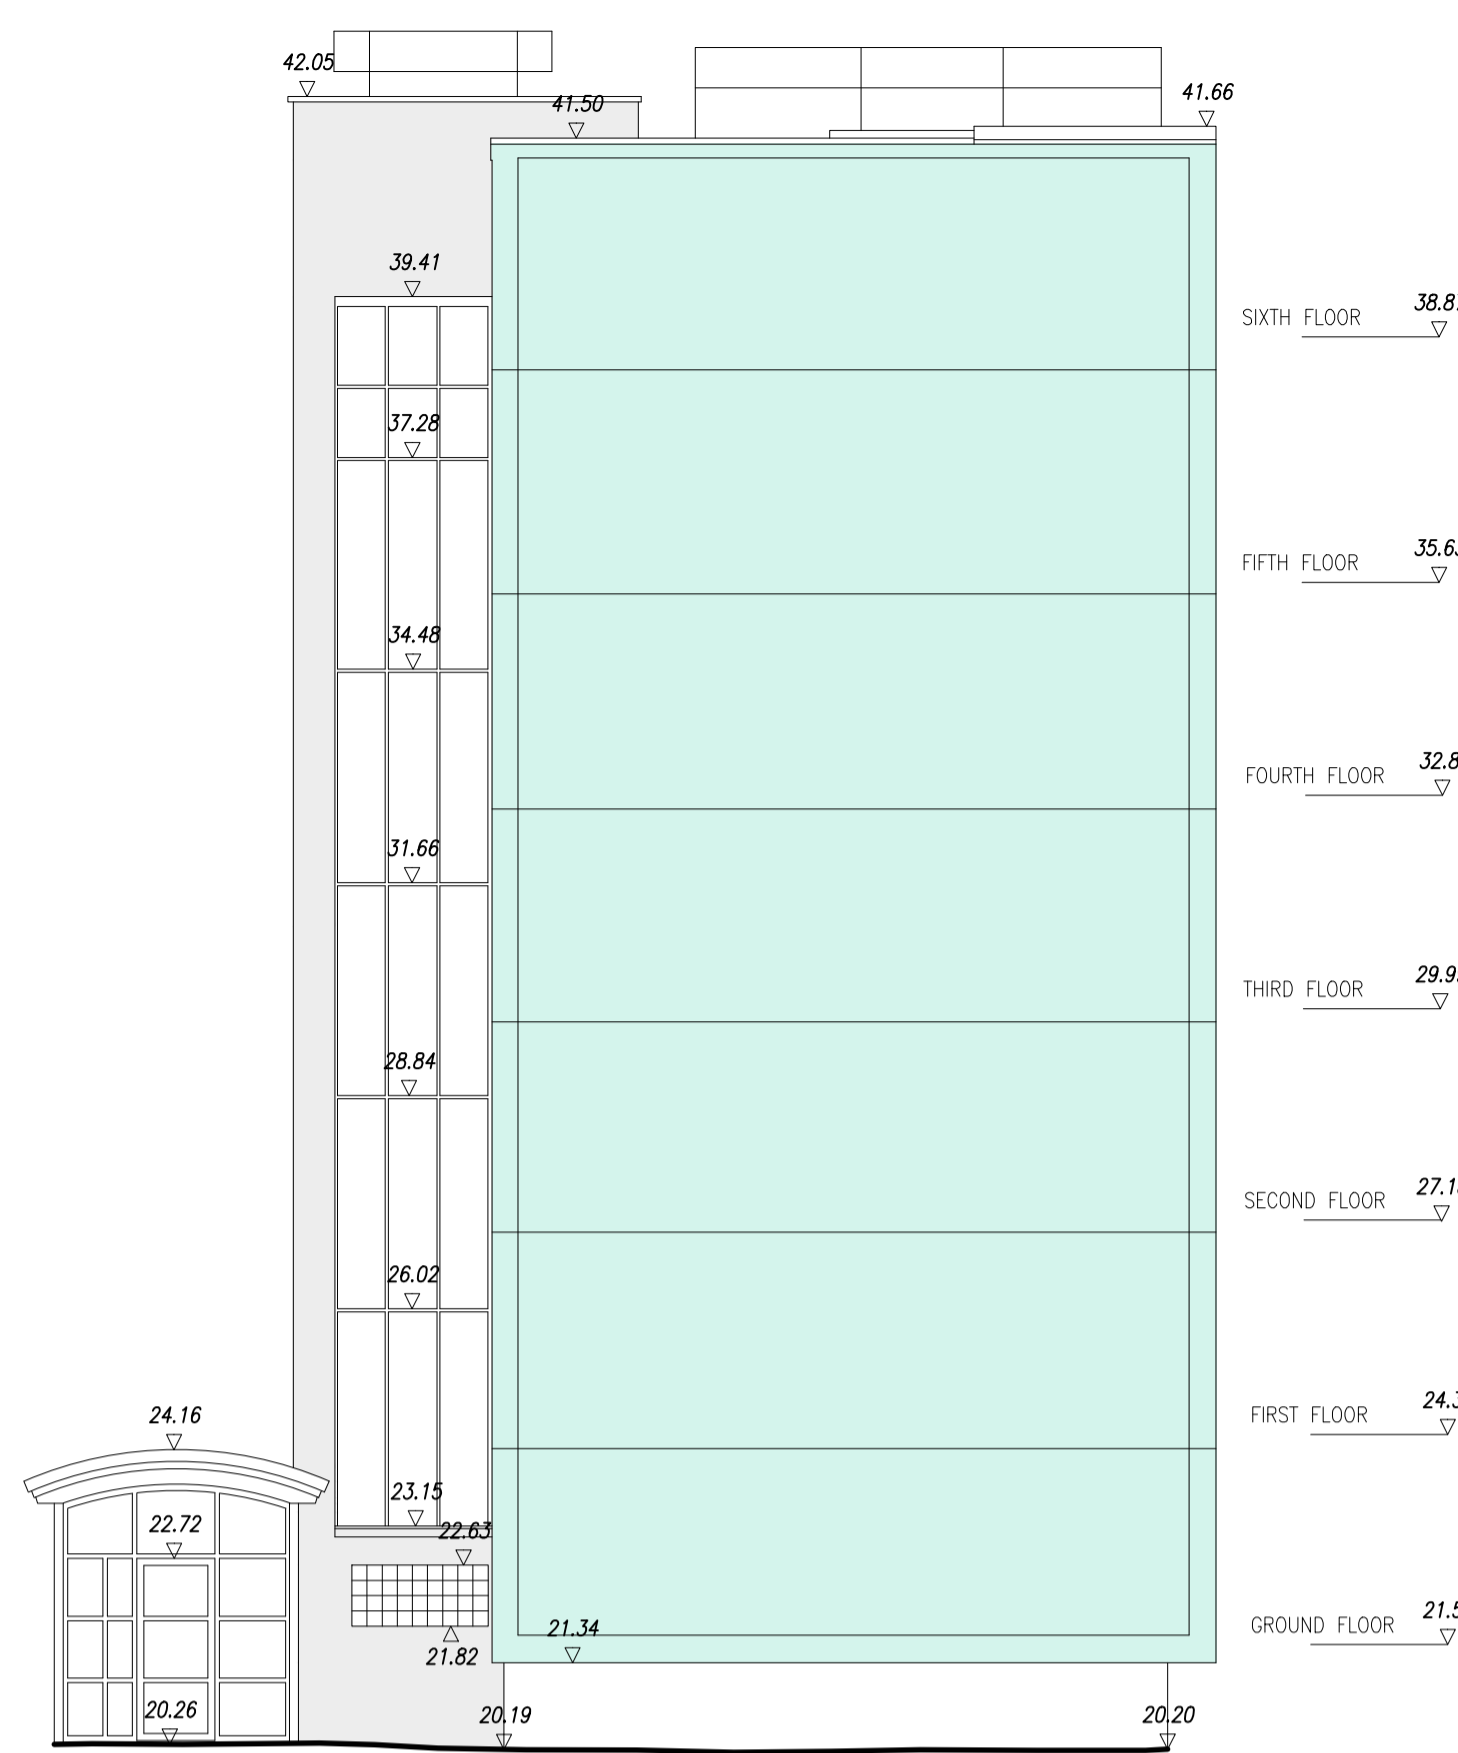 42.05
41.50
41.66
39.41
SIXTH FLOOR
37.28
FIFTH FLOOR
34.48
FOURTH FLOOR
31.66
THIRD FLOOR
28.84
SECOND FLOOR
26.02
24.16
FIRST FLOOR
23.15
22.72
22.63
21.34
GROUND FLOOR
21.82
20.26
20.19
20.20